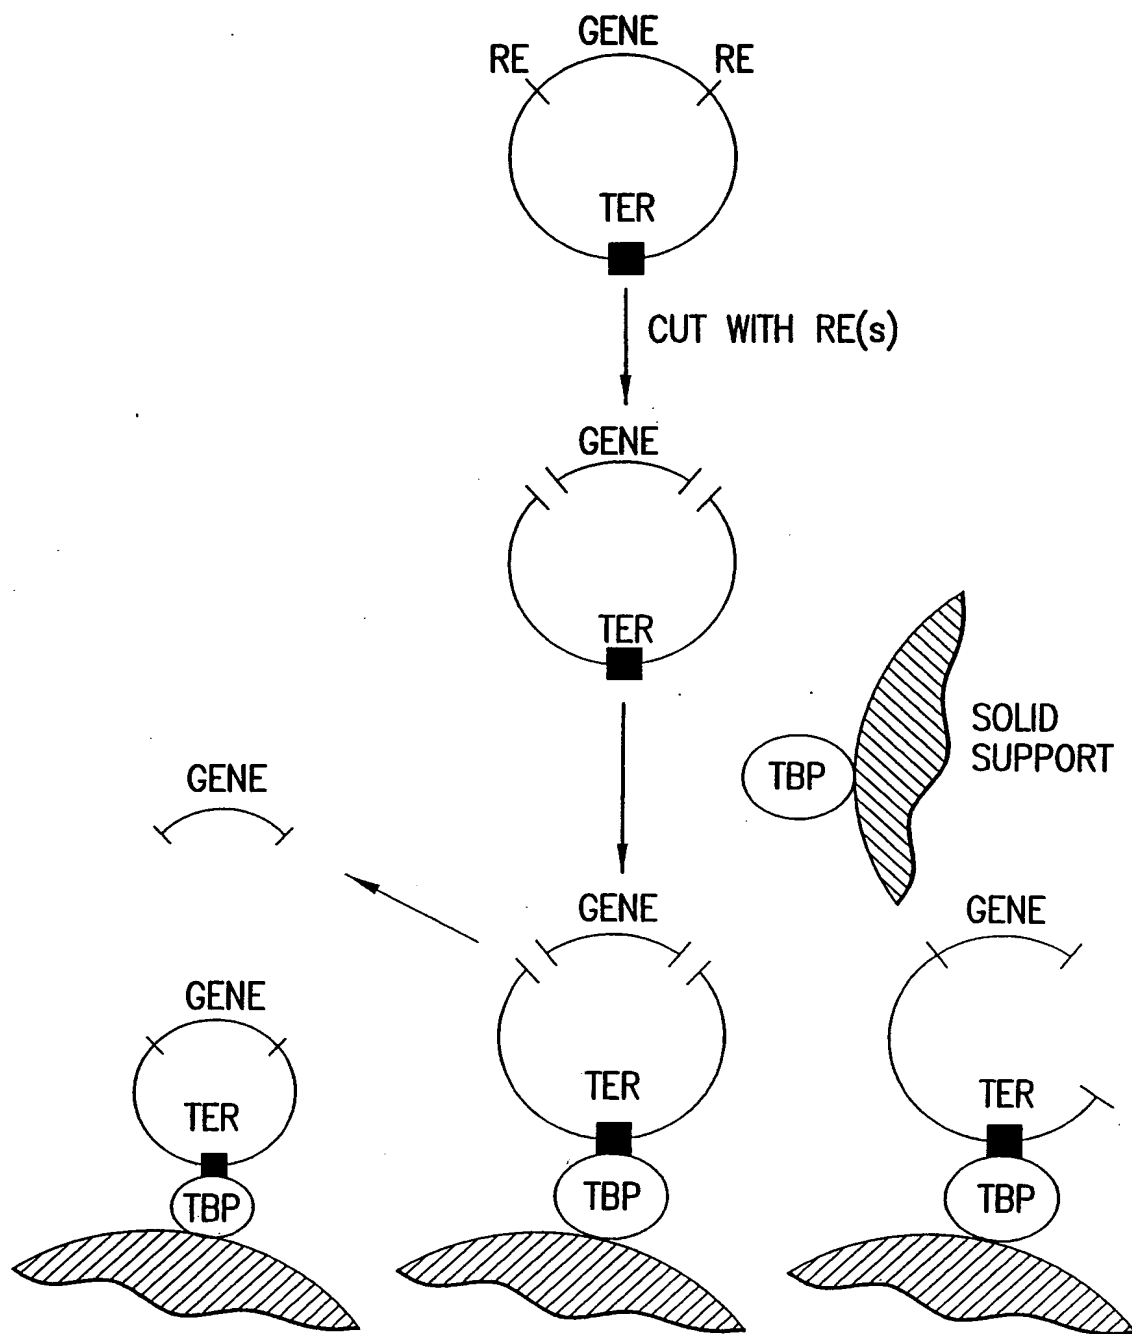 GENE
RE
RE
TER
CUT WITH RE(s)
GENE
TER
SOLID
SUPPORT
TBP
GENE
GENE
GENE
GENE
TER
TER
TER
TBP
TBP
TBP